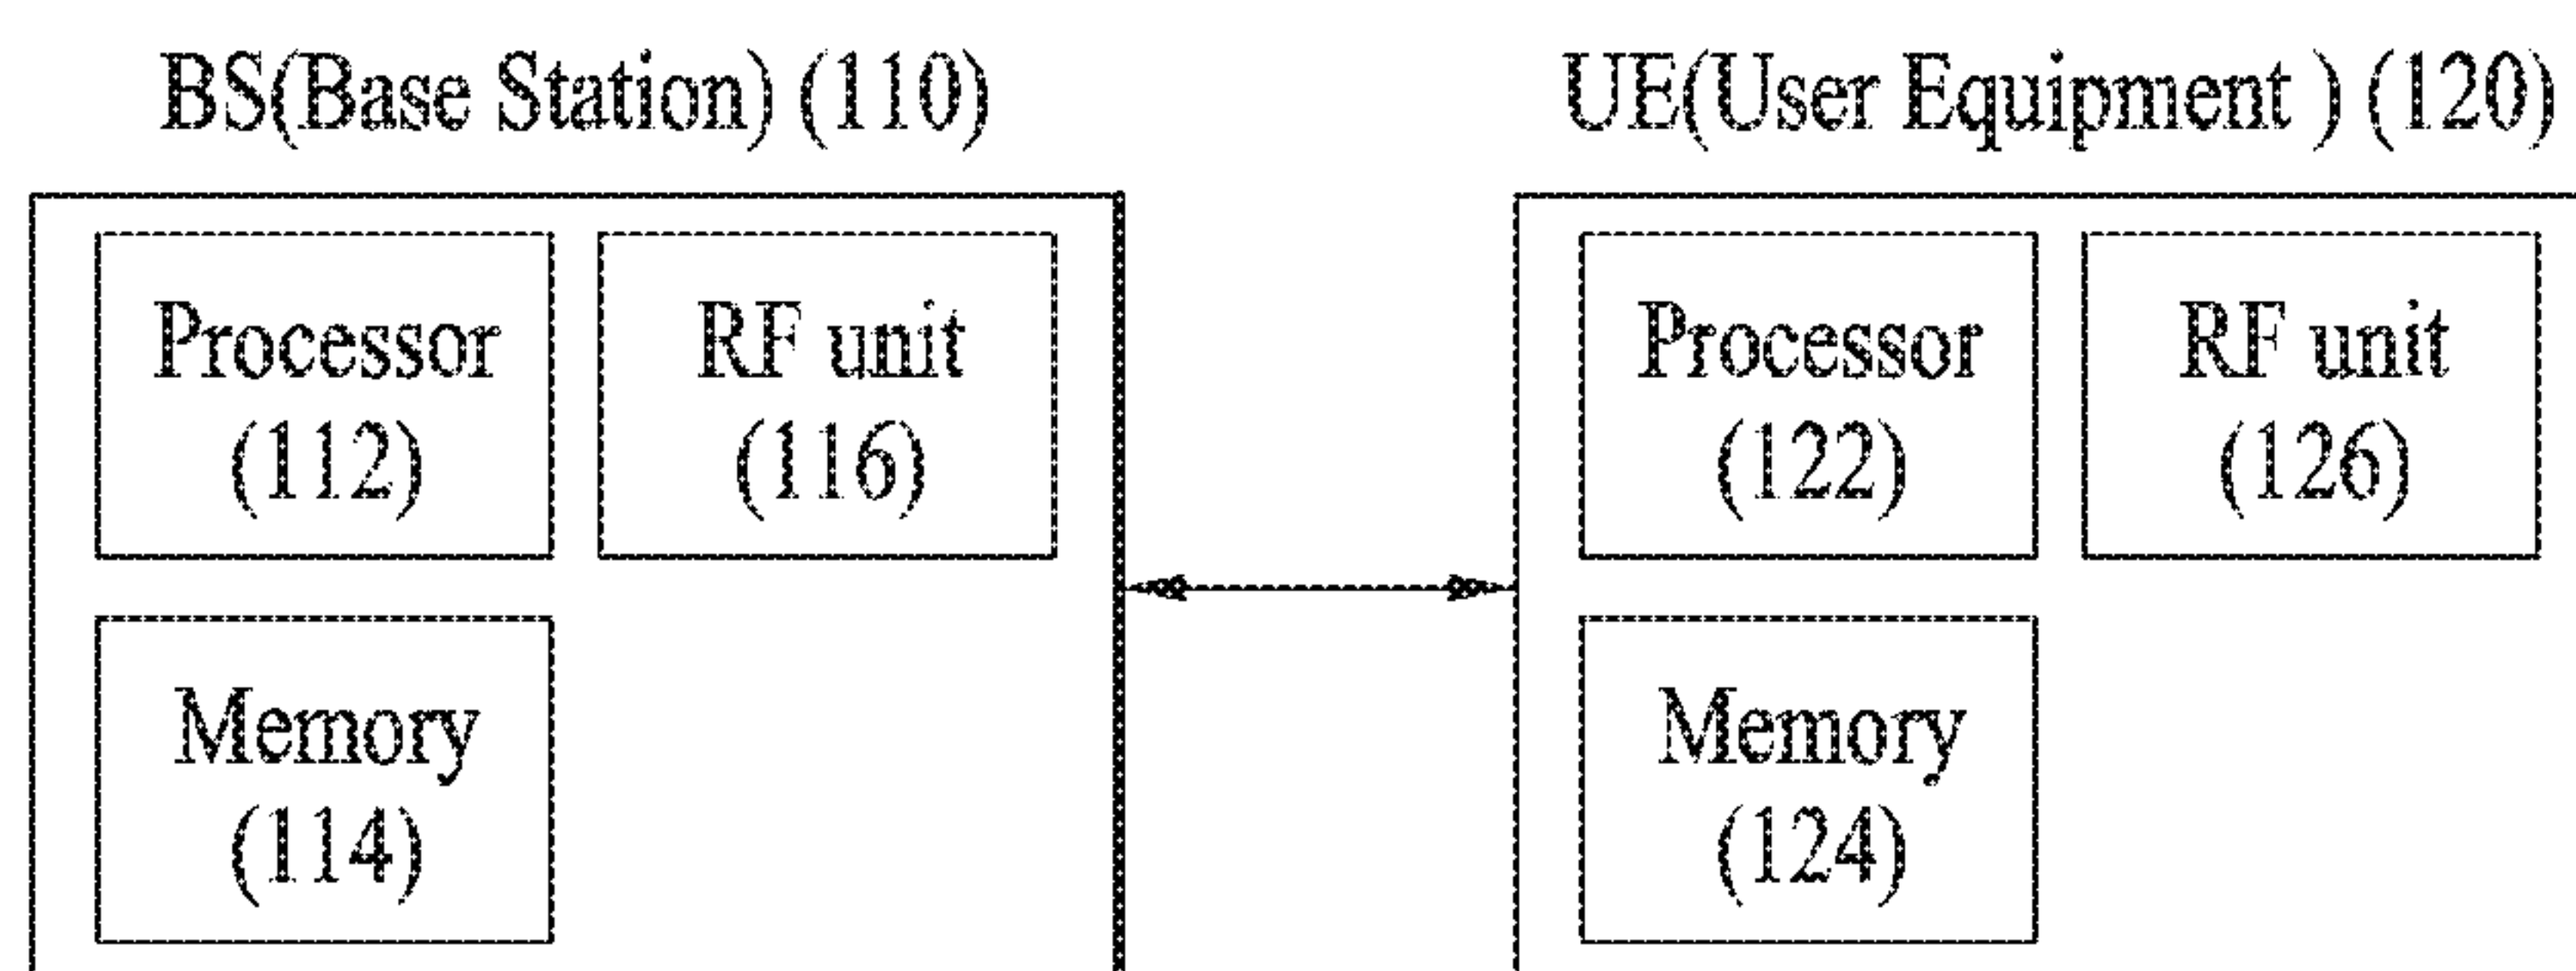 BS(Base Station) (110)
UE(User Equipment ) (120)
Processor
(112)
RF unit
(116)
Memory
(114)
Processor
(122)
RF unit
(126)
Memory
(124)